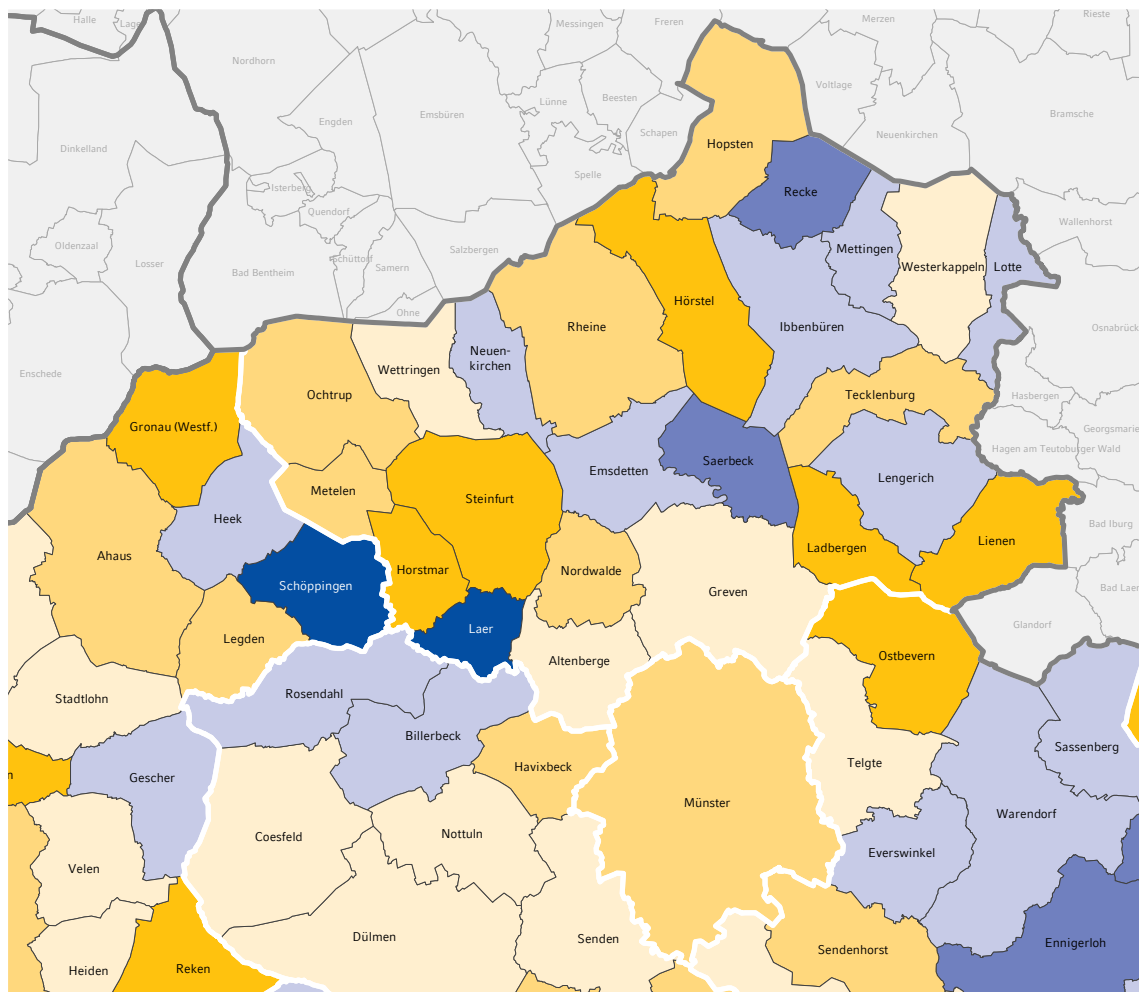 Halle
Lage
Messingen
Freren
Merzen
Rieste
Nordhorn
Voltlage
Engden
Emsbüren
Lünne
Beesten
Bramsche
Schapen
Neuenkirchen
Dinkelland
Hopsten
Spelle
Isterberg
Recke
Quendorf
Wallenhorst
Oldenzaal
Losser
Salzbergen
Mettingen
Bad Bentheim
Schüttorf
Samern
Westerkappeln
Lotte
Hörstel
Ohne
Rheine
Ibbenbüren
Osnabrück
Neuen-
kirchen
Enschede
Wettringen
Ochtrup
Tecklenburg
Hasbergen
Gronau (Westf.)
Georgsmarie
Hagen am Teutoburger Wald
Saerbeck
Emsdetten
Lengerich
Metelen
Steinfurt
Heek
Bad Iburg
Lienen
Ladbergen
Ahaus
Horstmar
Nordwalde
Schöppingen
Bad Laer
Greven
Glandorf
Laer
Legden
Ostbevern
Altenberge
Rosendahl
Stadtlohn
Billerbeck
Sassenberg
Telgte
Havixbeck
n
Gescher
Münster
Warendorf
Coesfeld
Nottuln
Everswinkel
Velen
Dülmen
Senden
Ennigerloh
Sendenhorst
Reken
Heiden